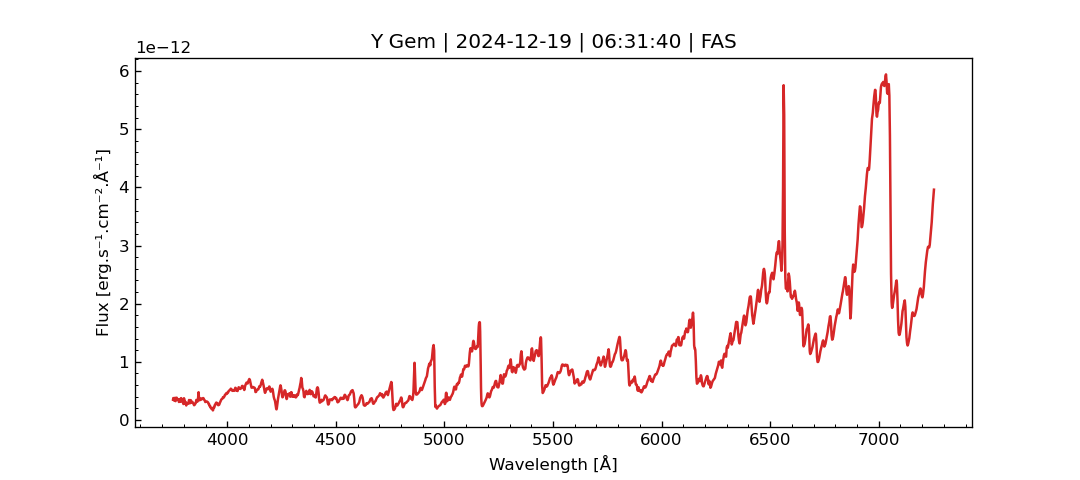 Y Gem | 2024-12-19 | 06:31:40 | FAS
1e−12
6
5
4
3
2
1
0
Flux [erg.s⁻¹.cm⁻².Å⁻¹]
4000 4500 5000 5500 6000 6500 7000
Wavelength [Å]